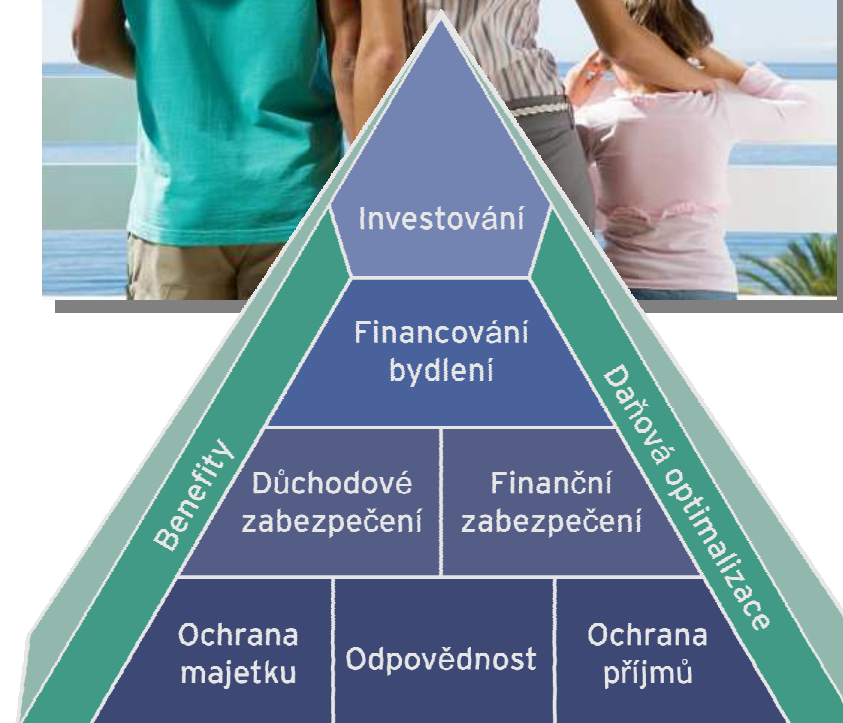 Investování
Financování
bydlení
Benefity
Daňová optimalizace
Důchodové
zabezpečení
Finanční
zabezpečení
Ochrana
majetku
Odpovědnost
Ochrana
příjmů